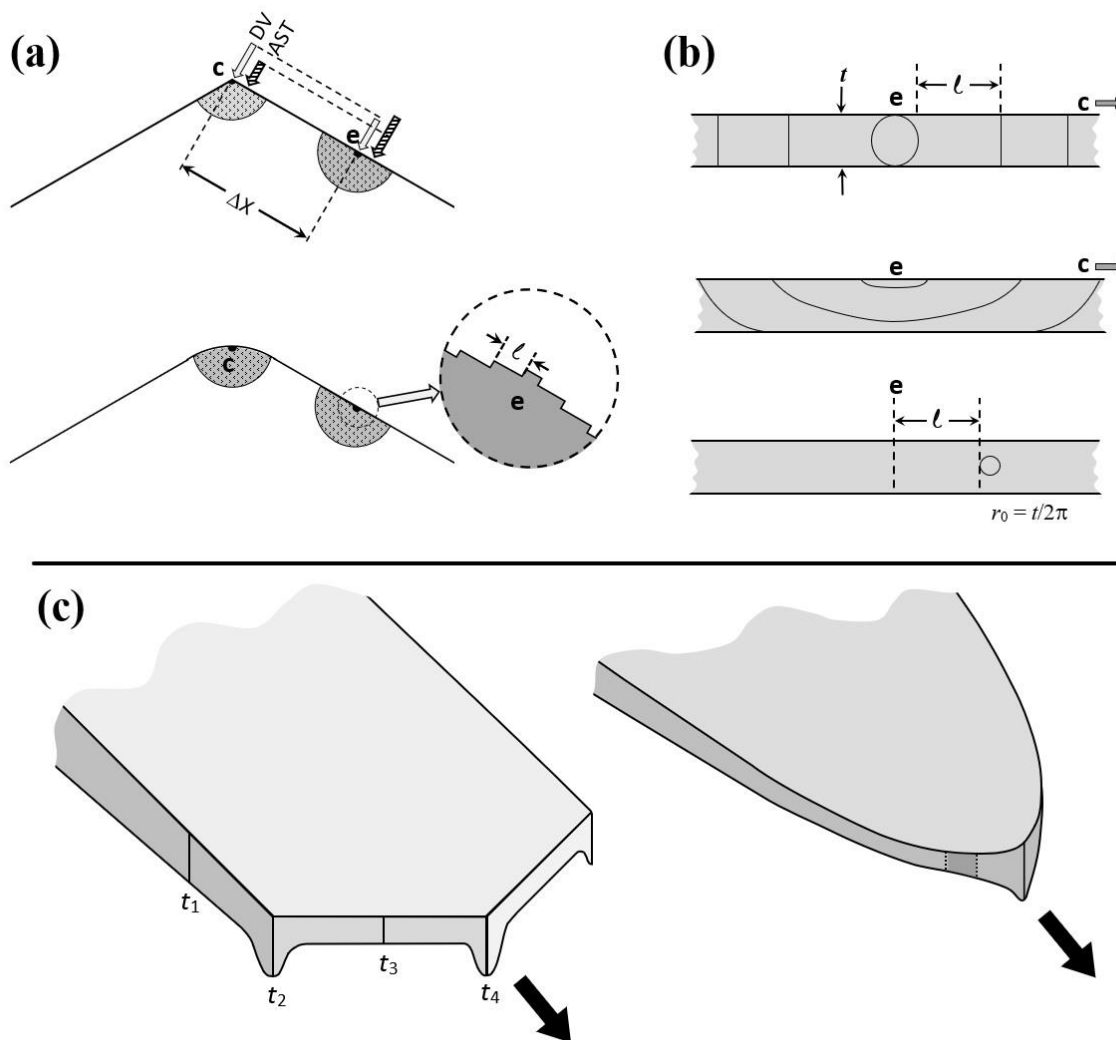 (a)
DV
AST
c
e
ΔX
c
ℓ
e
(b)
t
e
ℓ
c
e
c
e
ℓ
r₀ = t/2π
(c)
t₁
t₂
t₃
t₄